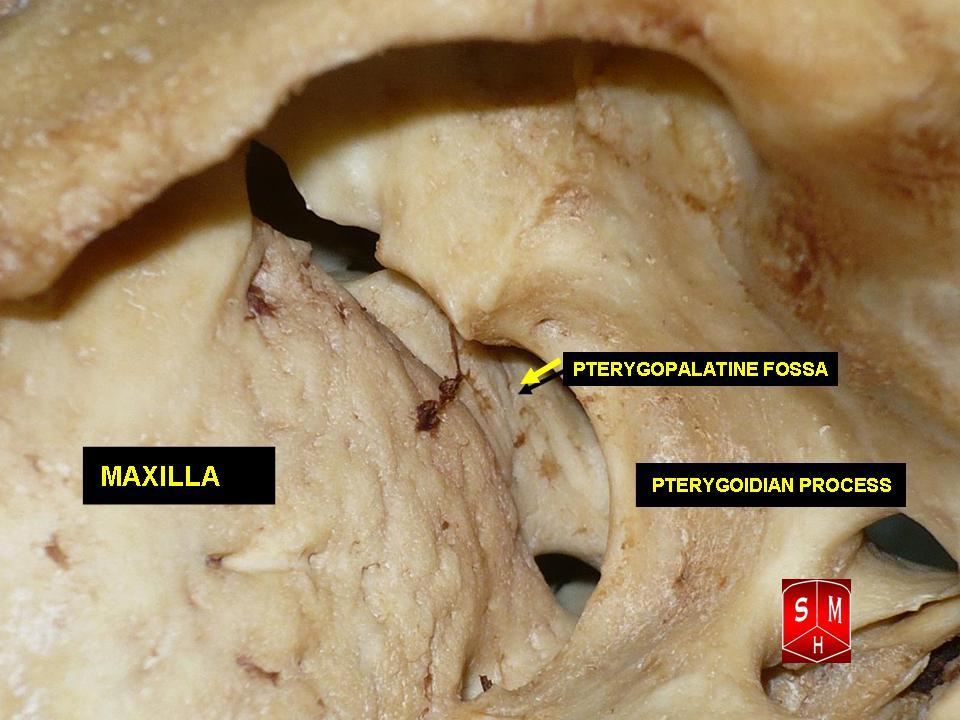 PTERYGOPALATINE FOSSA
MAXILLA
PTERYGOIDIAN PROCESS
S M
H